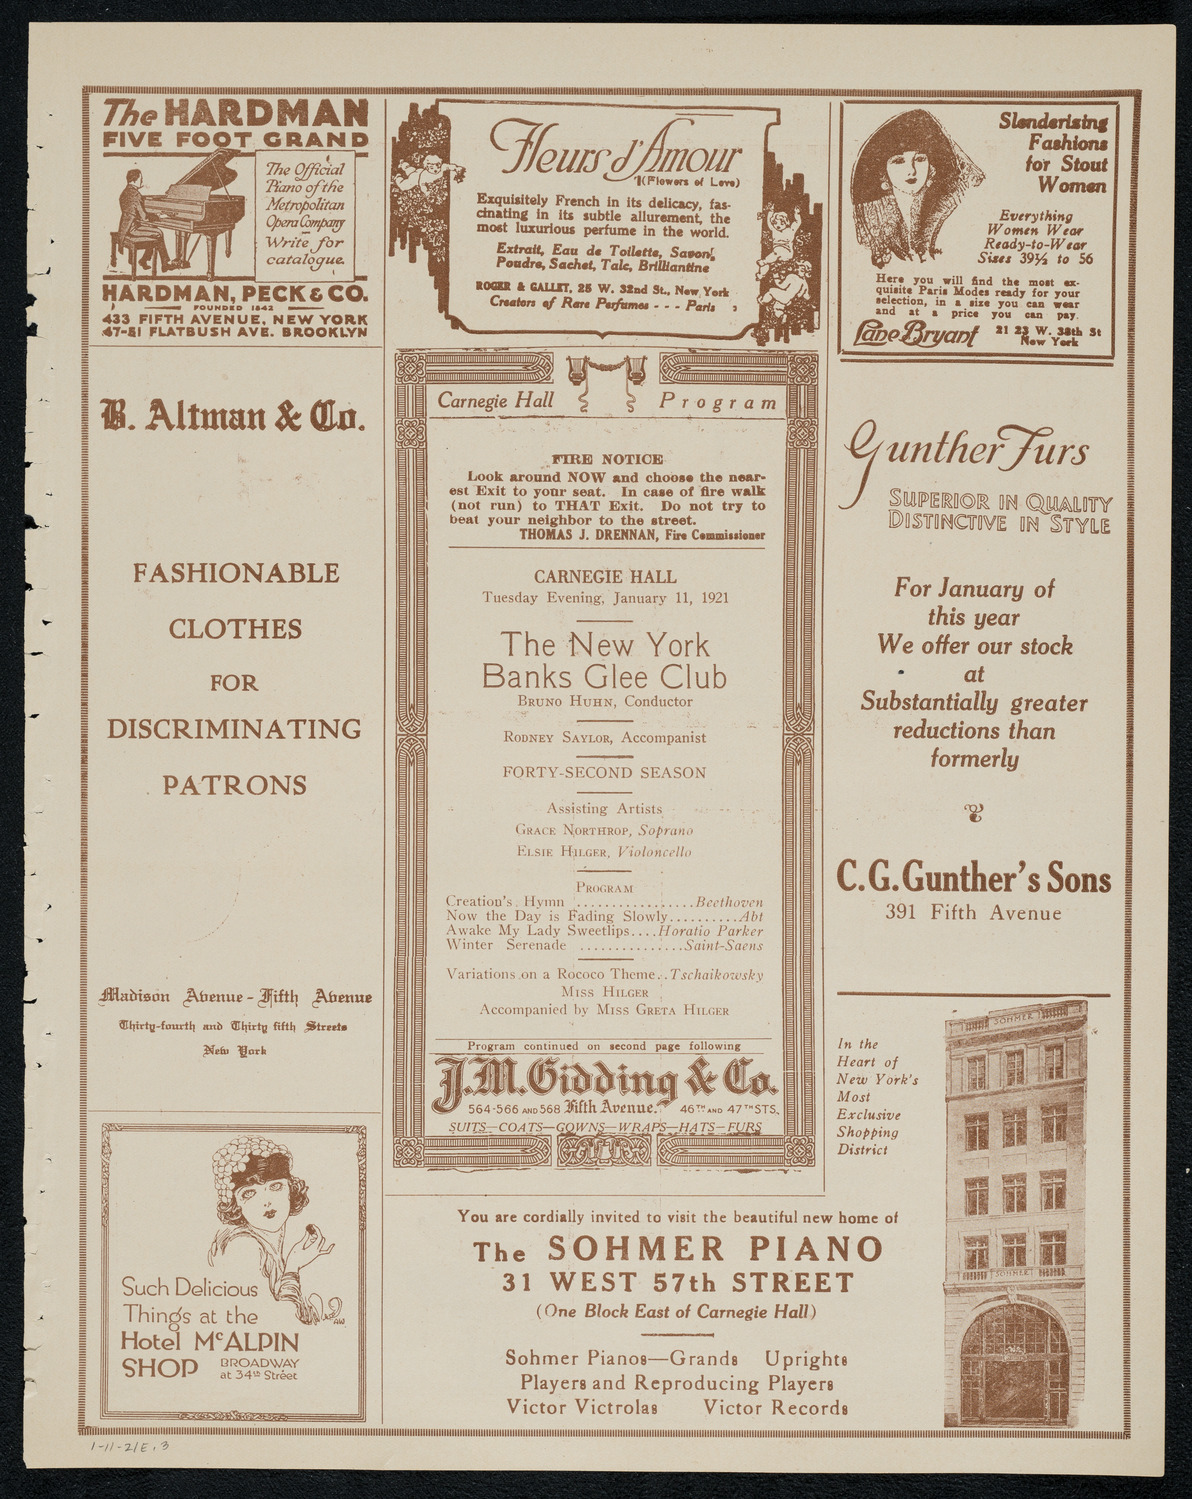 The HARDMAN
FIVE FOOT GRAND
The Official
Piano of the
Metropolitan
Opera Company
Write for
catalogue.
HARDMAN, PECK & CO.
FOUNDED 1842
433 FIFTH AVENUE, NEW YORK
47-51 FLATBUSH AVE. BROOKLYN
Fleurs d'Amour
(Flowers of Love)
Exquisitely French in its delicacy, fas-
cinating in its subtle allurement, the
most luxurious perfume in the world.
Extrait, Eau de Toilette, Savon,
Poudre, Sachet, Talc, Brilliantine
ROGER & GALLET, 25 W. 32nd St., New York
Creators of Rare Perfumes - - - Paris
Slenderizing
Fashions
for Stout
Women
Everything
Women Wear
Ready-to-Wear
Sizes 39½ to 56
Here you will find the most ex-
quisite Paris Modes ready for your
selection, in a size you can wear
and at a price you can pay.
Lane Bryant 21 23 W. 38th St
New York
B. Altman & Co.
FASHIONABLE
CLOTHES
FOR
DISCRIMINATING
PATRONS
Madison Avenue - Fifth Avenue
Thirty-fourth and Thirty fifth Streets
New York
Such Delicious
Things at the
Hotel McALPIN
SHOP BROADWAY
at 34th Street
Carnegie Hall Program
FIRE NOTICE
Look around NOW and choose the near-
est Exit to your seat. In case of fire walk
(not run) to THAT Exit. Do not try to
beat your neighbor to the street.
THOMAS J. DRENNAN, Fire Commissioner
CARNEGIE HALL
Tuesday Evening, January 11, 1921
The New York
Banks Glee Club
BRUNO HUHN, Conductor
RODNEY SAYLOR, Accompanist
FORTY-SECOND SEASON
Assisting Artists
GRACE NORTHROP, Soprano
ELSIE HILGER, Violoncello
PROGRAM
Creation's Hymn .................Beethoven
Now the Day is Fading Slowly..........Abt
Awake My Lady Sweetlips....Horatio Parker
Winter Serenade ...............Saint-Saens
Variations on a Rococo Theme..Tschaikowsky
MISS HILGER
Accompanied by MISS GRETA HILGER
Program continued on second page following
J.M. Gidding & Co.
564-566 AND 568 Fifth Avenue. 46TH AND 47TH STS.
SUITS—COATS—GOWNS—WRAPS—HATS—FURS
Gunther Furs
SUPERIOR IN QUALITY
DISTINCTIVE IN STYLE
For January of
this year
We offer our stock
at
Substantially greater
reductions than
formerly
C.G. Gunther's Sons
391 Fifth Avenue
In the
Heart of
New York's
Most
Exclusive
Shopping
District
SOHMER
SOHMER
You are cordially invited to visit the beautiful new home of
The SOHMER PIANO
31 WEST 57th STREET
(One Block East of Carnegie Hall)
Sohmer Pianos—Grands Uprights
Players and Reproducing Players
Victor Victrolas Victor Records
1-11-21E.3